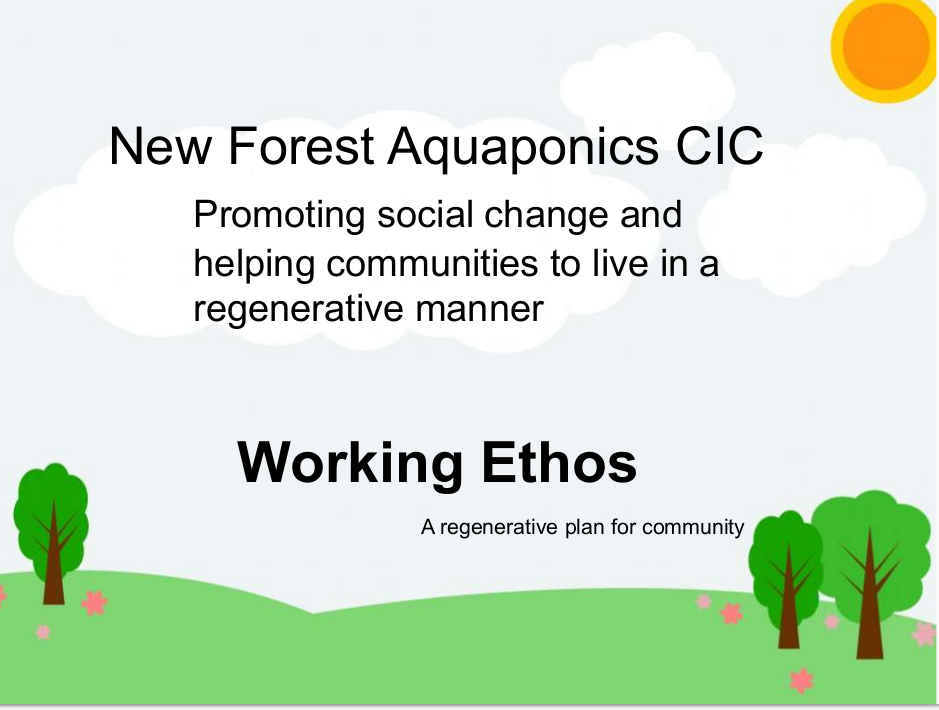 New Forest Aquaponics CIC
Promoting social change and
helping communities to live in a
regenerative manner
Working Ethos
A regenerative plan for community